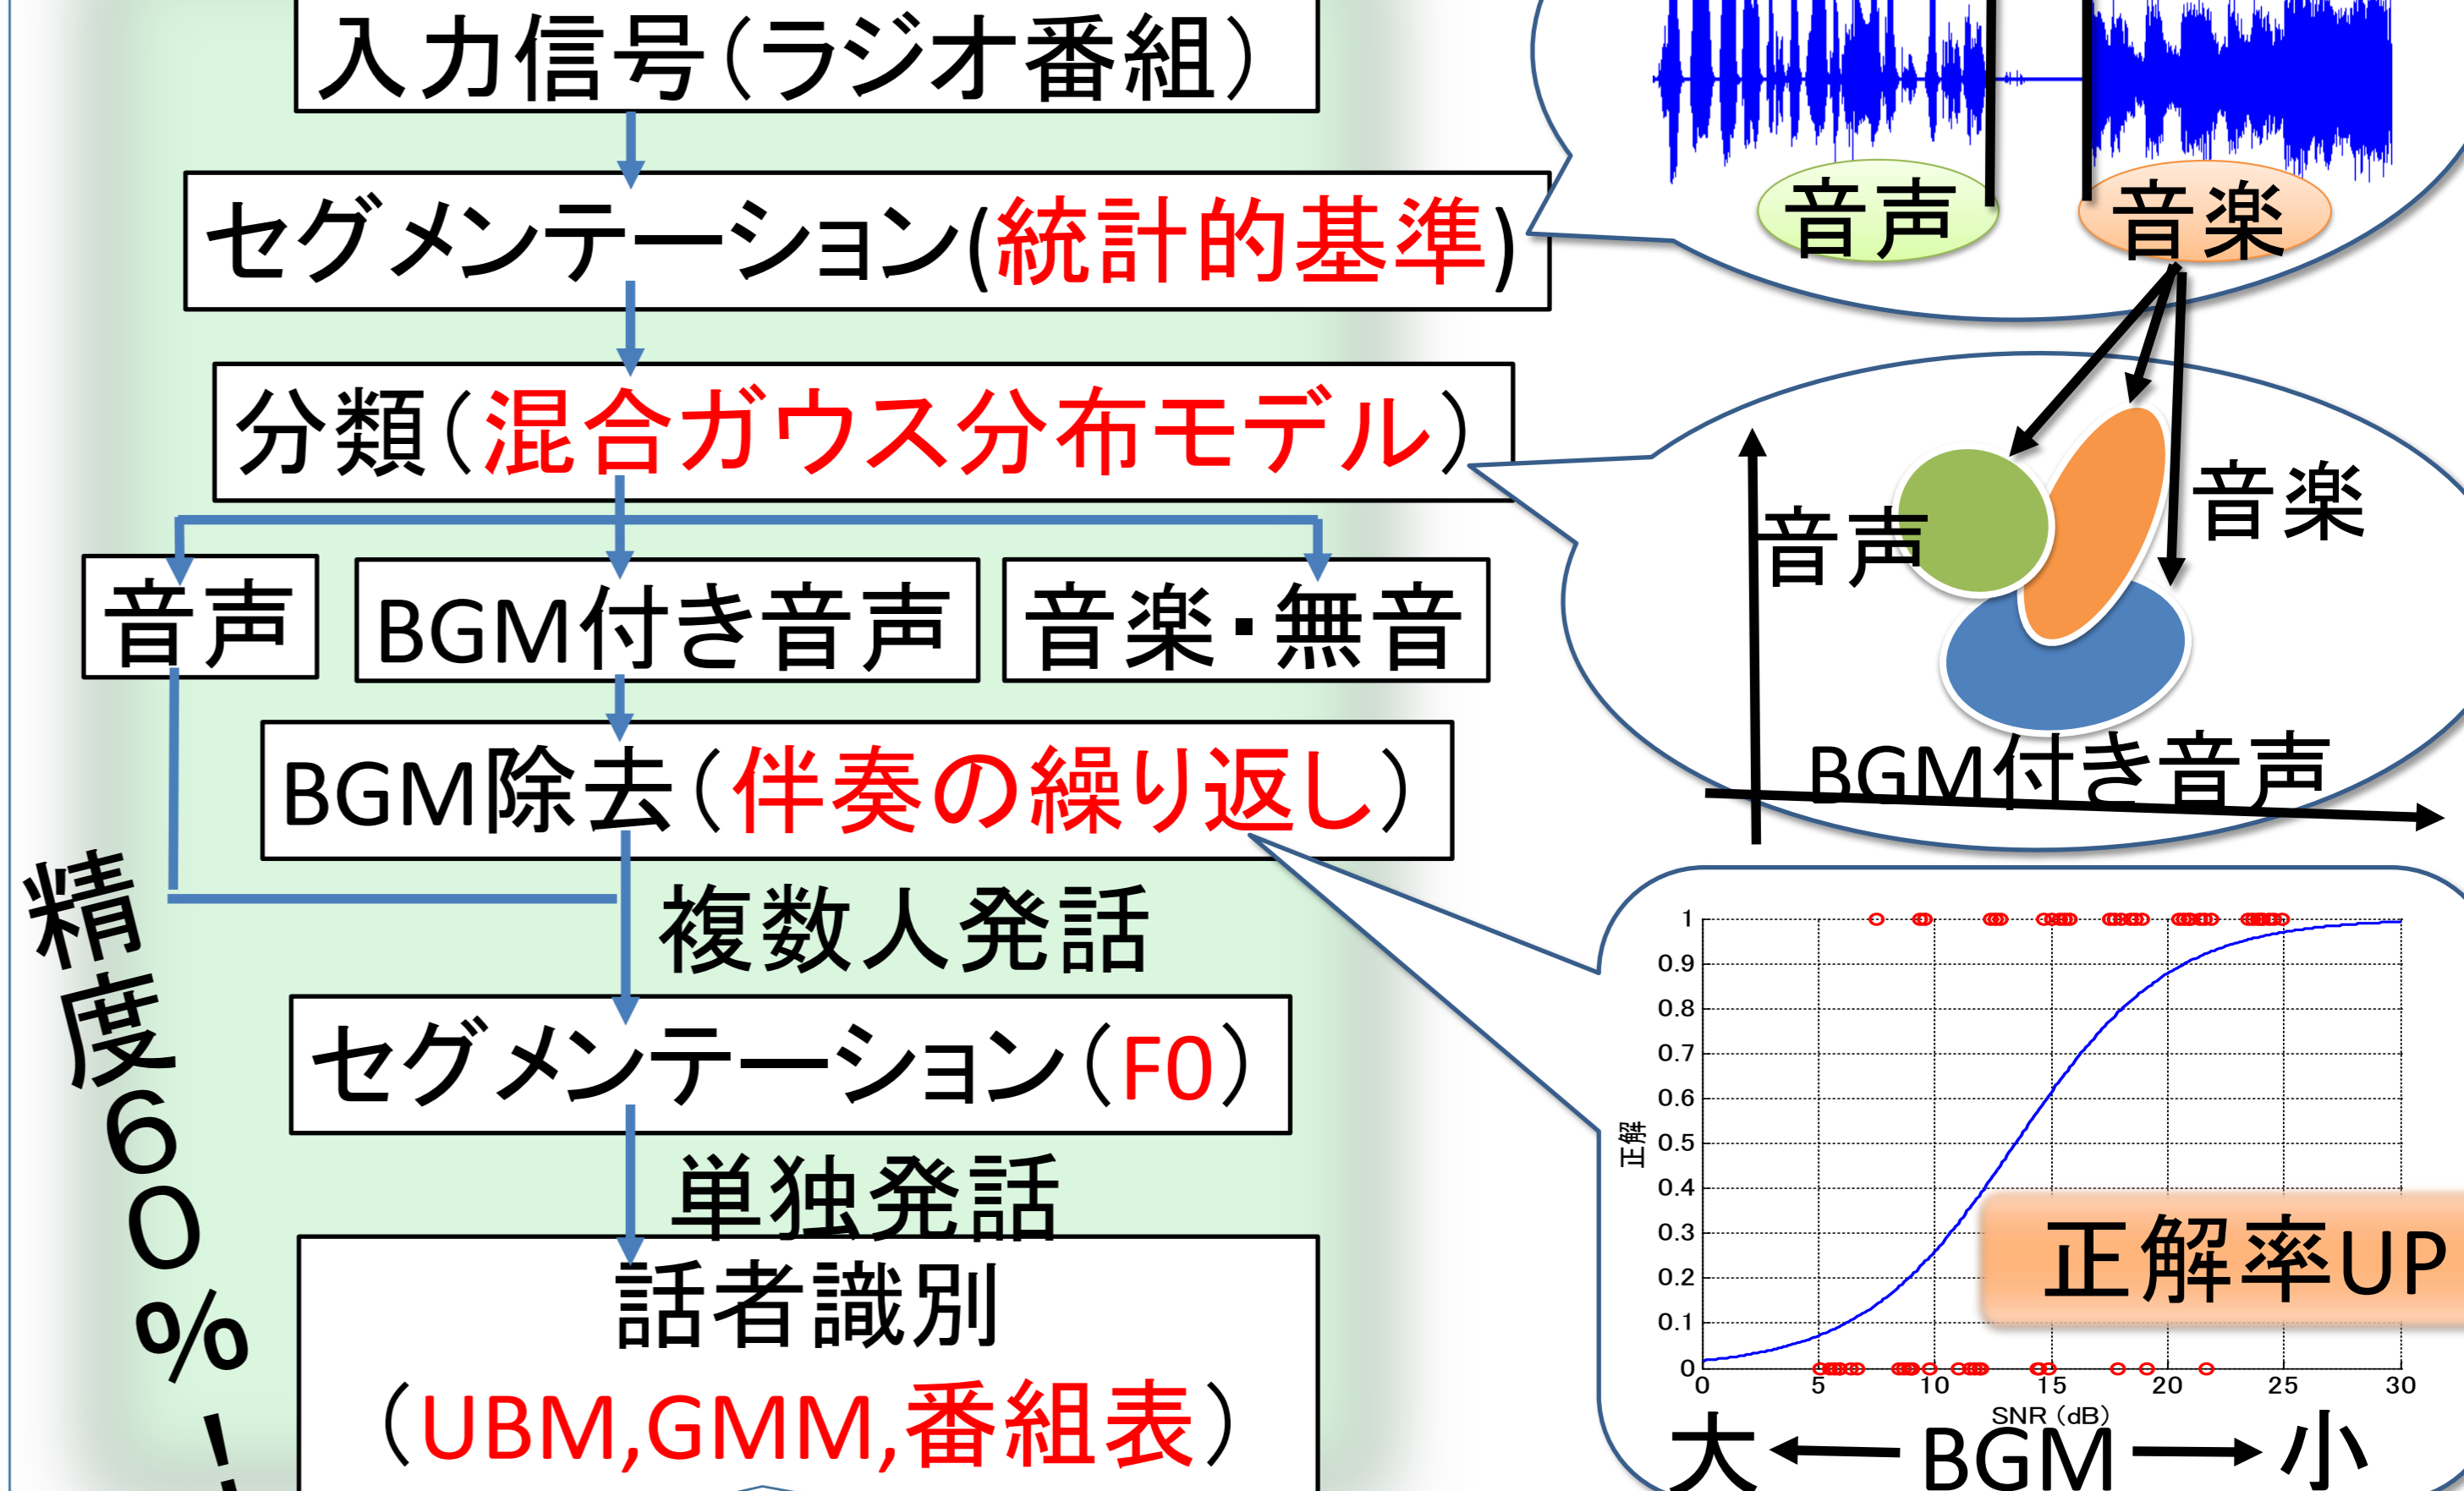 入力信号（ラジオ番組）
セグメンテーション(統計的基準)
分類（混合ガウス分布モデル）
音声
BGM付き音声
音楽・無音
BGM除去（伴奏の繰り返し）
複数人発話
セグメンテーション（F0）
単独発話
話者識別
（UBM,GMM,番組表）
精度60%!
音声
音楽
音声
音楽
BGM付き音声
1
0.9
0.8
0.7
0.6
0.5
0.4
0.3
0.2
0.1
0
正解
正解率UP
0 5 10 15 20 25 30
SNR (dB)
大 BGM 小